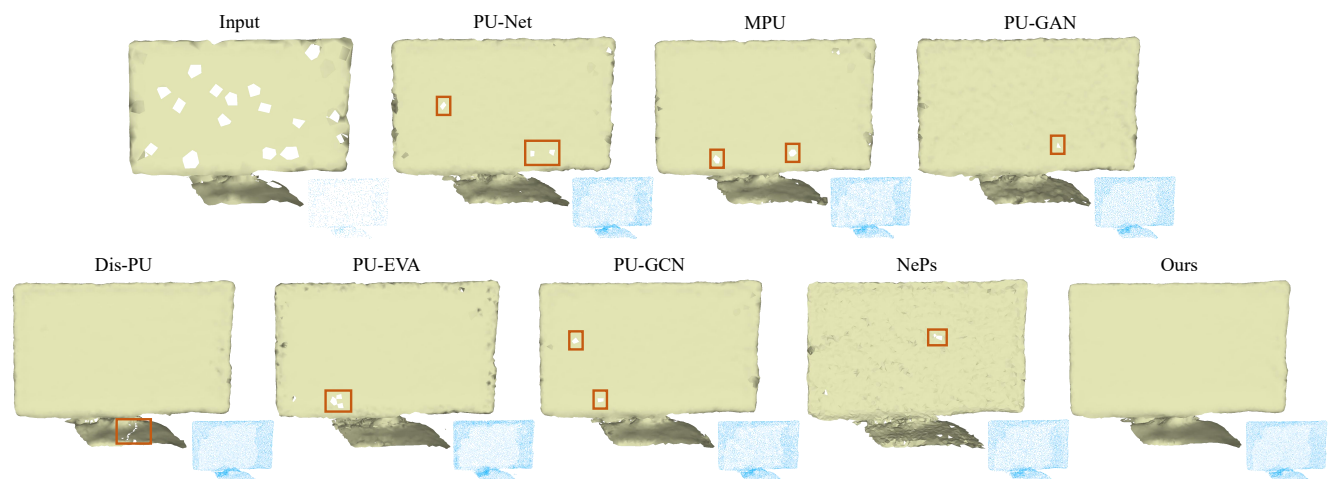 Input
PU-Net
MPU
PU-GAN
Dis-PU
PU-EVA
PU-GCN
NePs
Ours